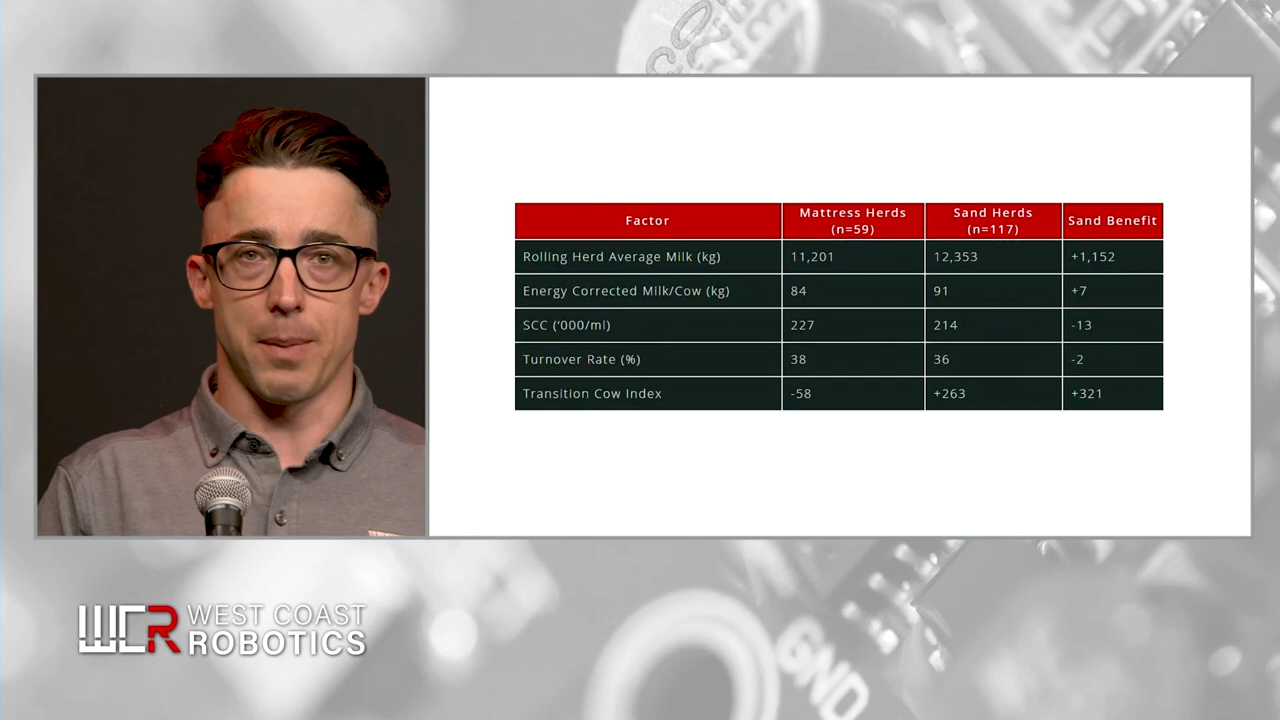 Factor
Mattress Herds
(n=59)
Sand Herds
(n=117)
Sand Benefit
Rolling Herd Average Milk (kg)
11,201
12,353
+1,152
Energy Corrected Milk/Cow (kg)
84
91
+7
SCC (‘000/ml)
227
214
-13
Turnover Rate (%)
38
36
-2
Transition Cow Index
-58
+263
+321
WCR
WEST COAST
ROBOTICS
GND